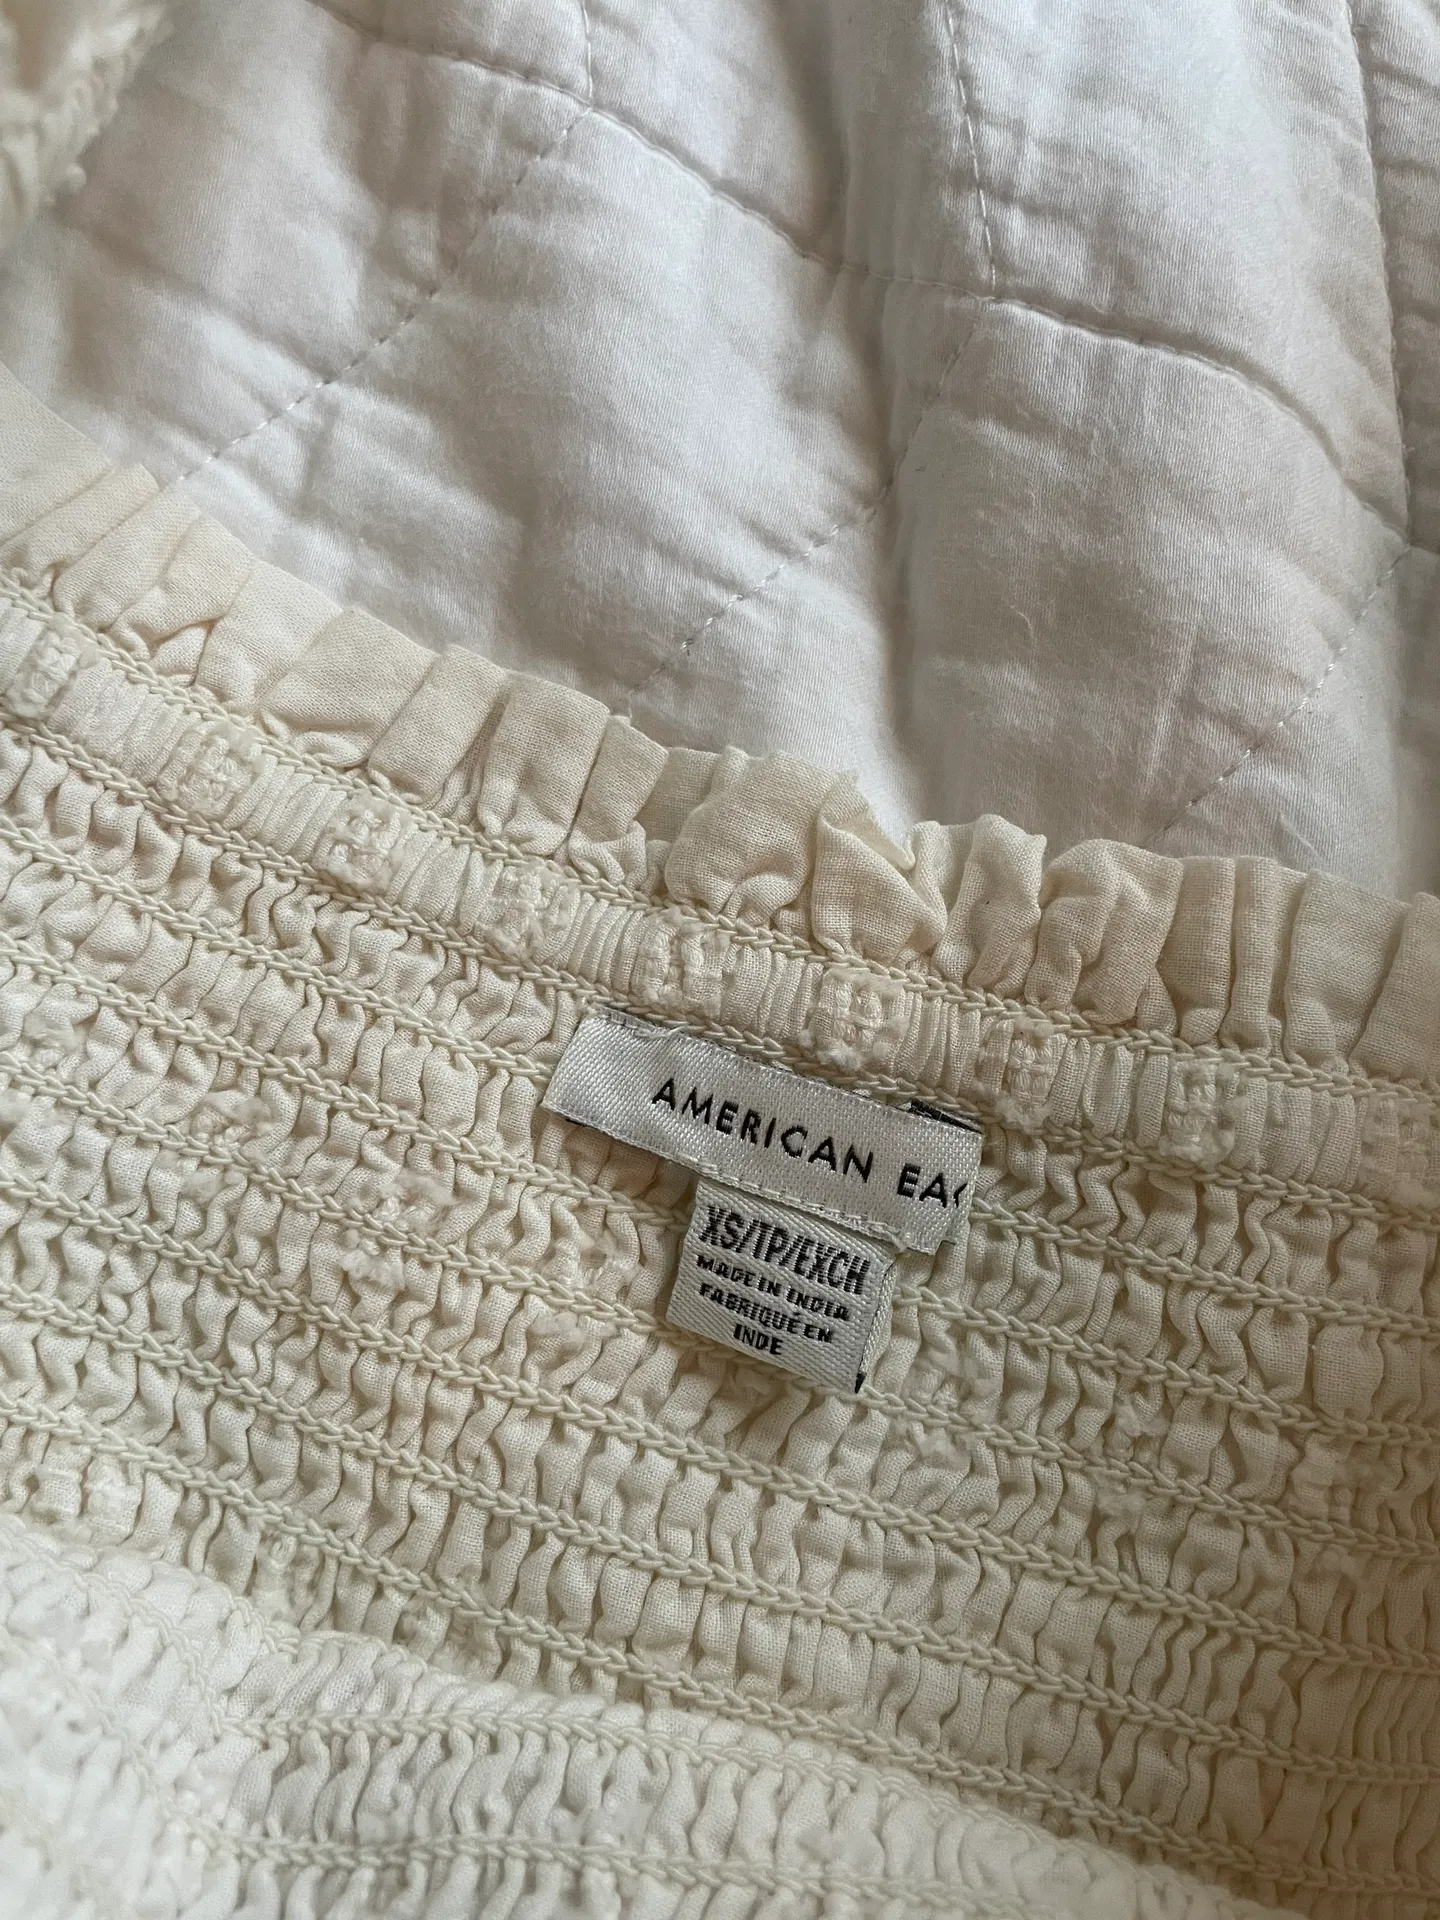 AMERICAN EA
XS/TP/EXCH
MADE IN INDIA
FABRIQUÉ EN
INDE